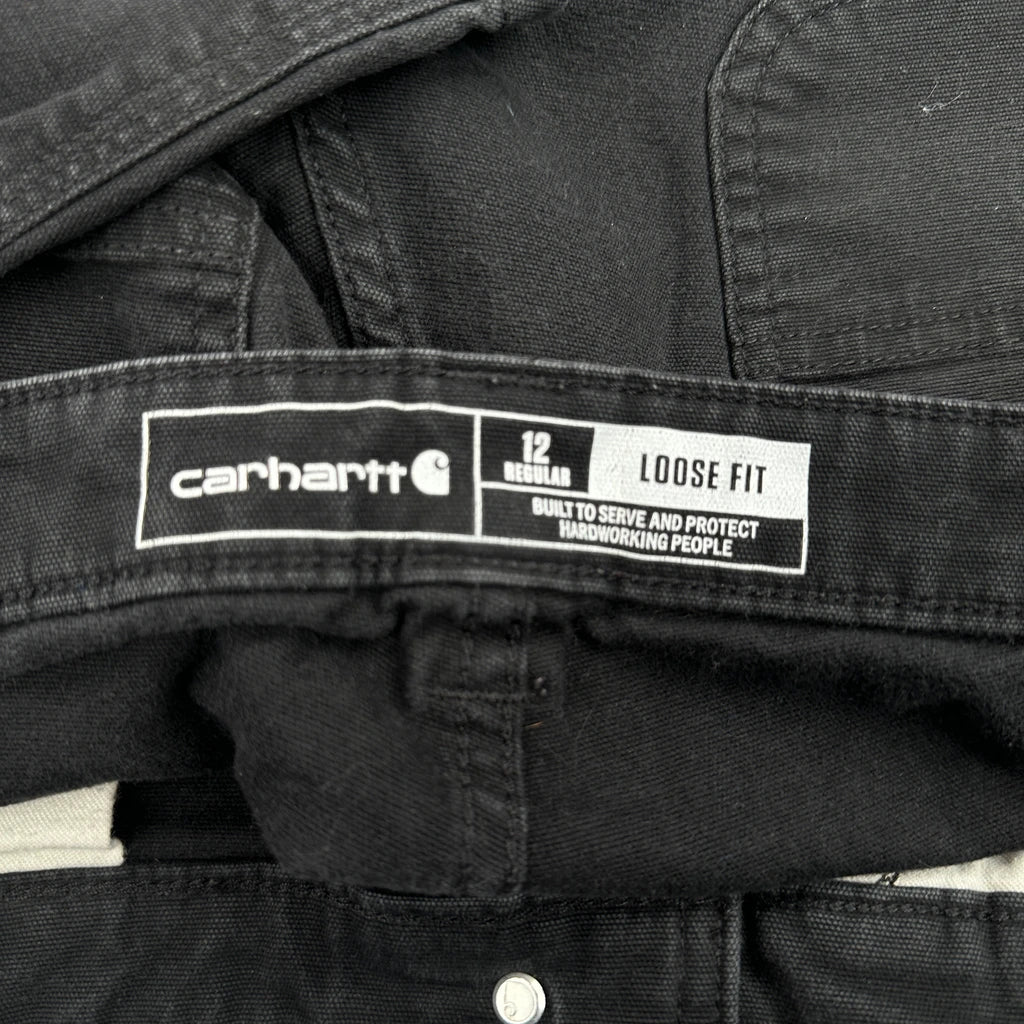 carhartt
12
REGULAR
LOOSE FIT
BUILT TO SERVE AND PROTECT
HARDWORKING PEOPLE